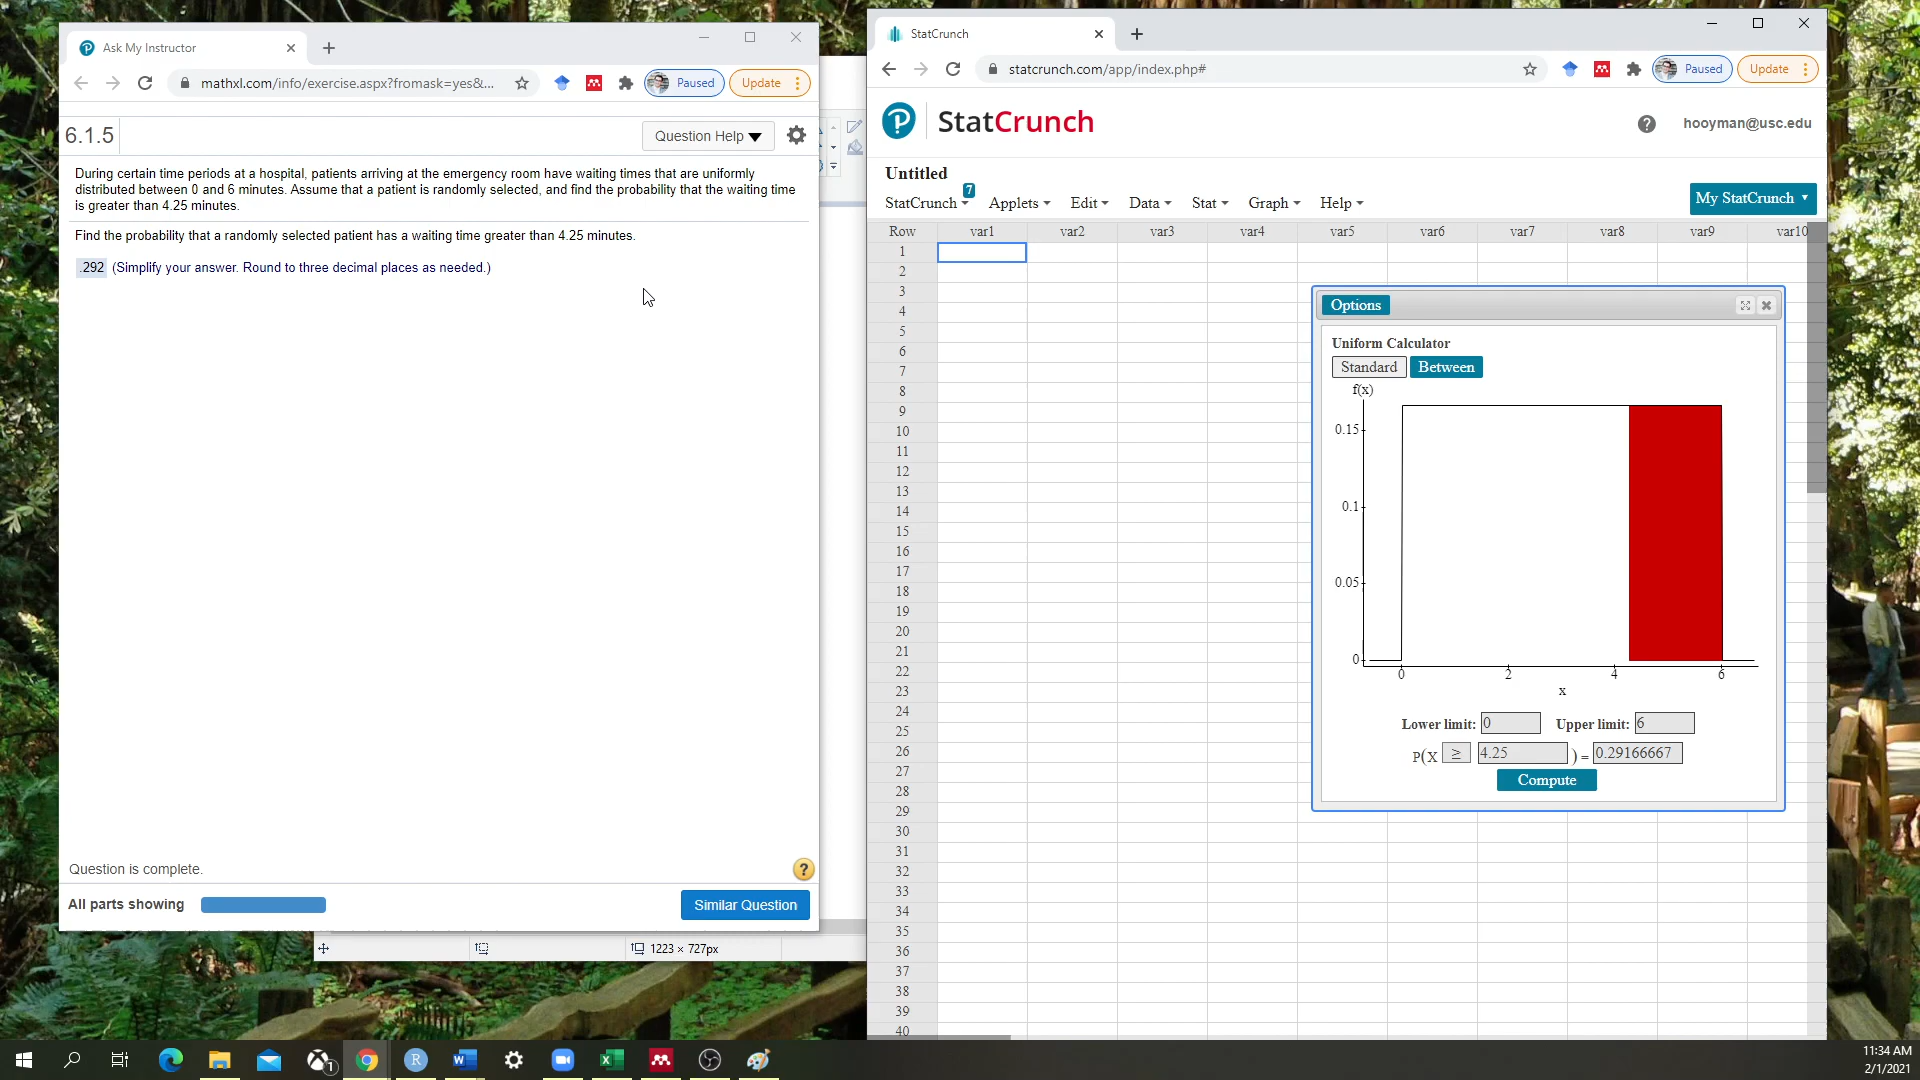 Ask My Instructor
mathxl.com/info/exercise.aspx?fromask=yes&...
Paused
Update
6.1.5
Question Help
During certain time periods at a hospital, patients arriving at the emergency room have waiting times that are uniformly
distributed between 0 and 6 minutes. Assume that a patient is randomly selected, and find the probability that the waiting time
is greater than 4.25 minutes.
Find the probability that a randomly selected patient has a waiting time greater than 4.25 minutes.
.292 (Simplify your answer. Round to three decimal places as needed.)
Question is complete.
?
All parts showing
Similar Question
1223 × 727px
StatCrunch
statcrunch.com/app/index.php#
Paused
Update
P
StatCrunch
?
hooyman@usc.edu
Untitled
StatCrunch 7 Applets Edit Data Stat Graph Help
My StatCrunch
Row var1 var2 var3 var4 var5 var6 var7 var8 var9 var10
1
2
3
4
5
6
7
8
9
10
11
12
13
14
15
16
17
18
19
20
21
22
23
24
25
26
27
28
29
30
31
32
33
34
35
36
37
38
39
40
Options
Uniform Calculator
Standard Between
f(x)
0.15
0.1
0.05
0
0 2 4 6
x
Lower limit: 0 Upper limit: 6
P(X ≥ 4.25 ) = 0.29166667
Compute
11:34 AM
2/1/2021